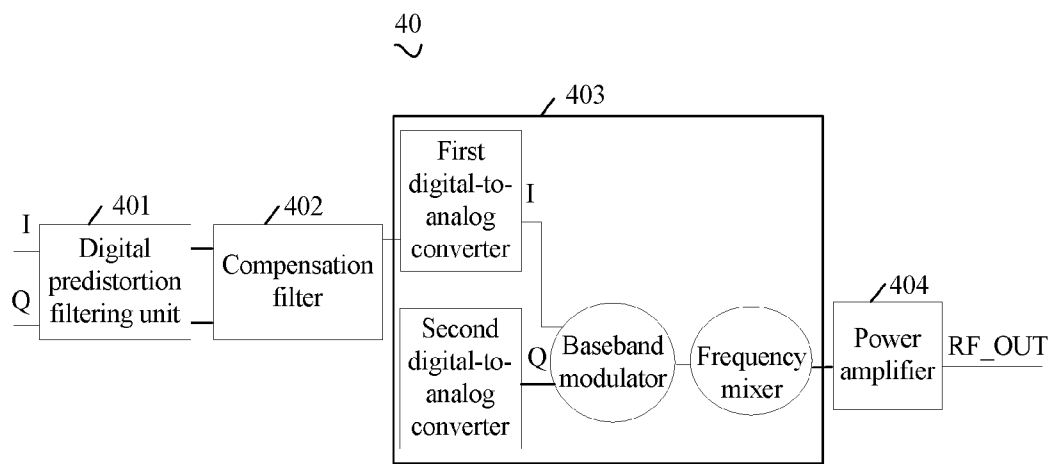 40
403
First
digital-to-
analog
converter
I
401
402
I
Digital
predistortion
filtering unit
Q
Compensation
filter
Second
digital-to-
analog
converter
Q
Baseband
modulator
Frequency
mixer
404
Power
amplifier
RF_OUT